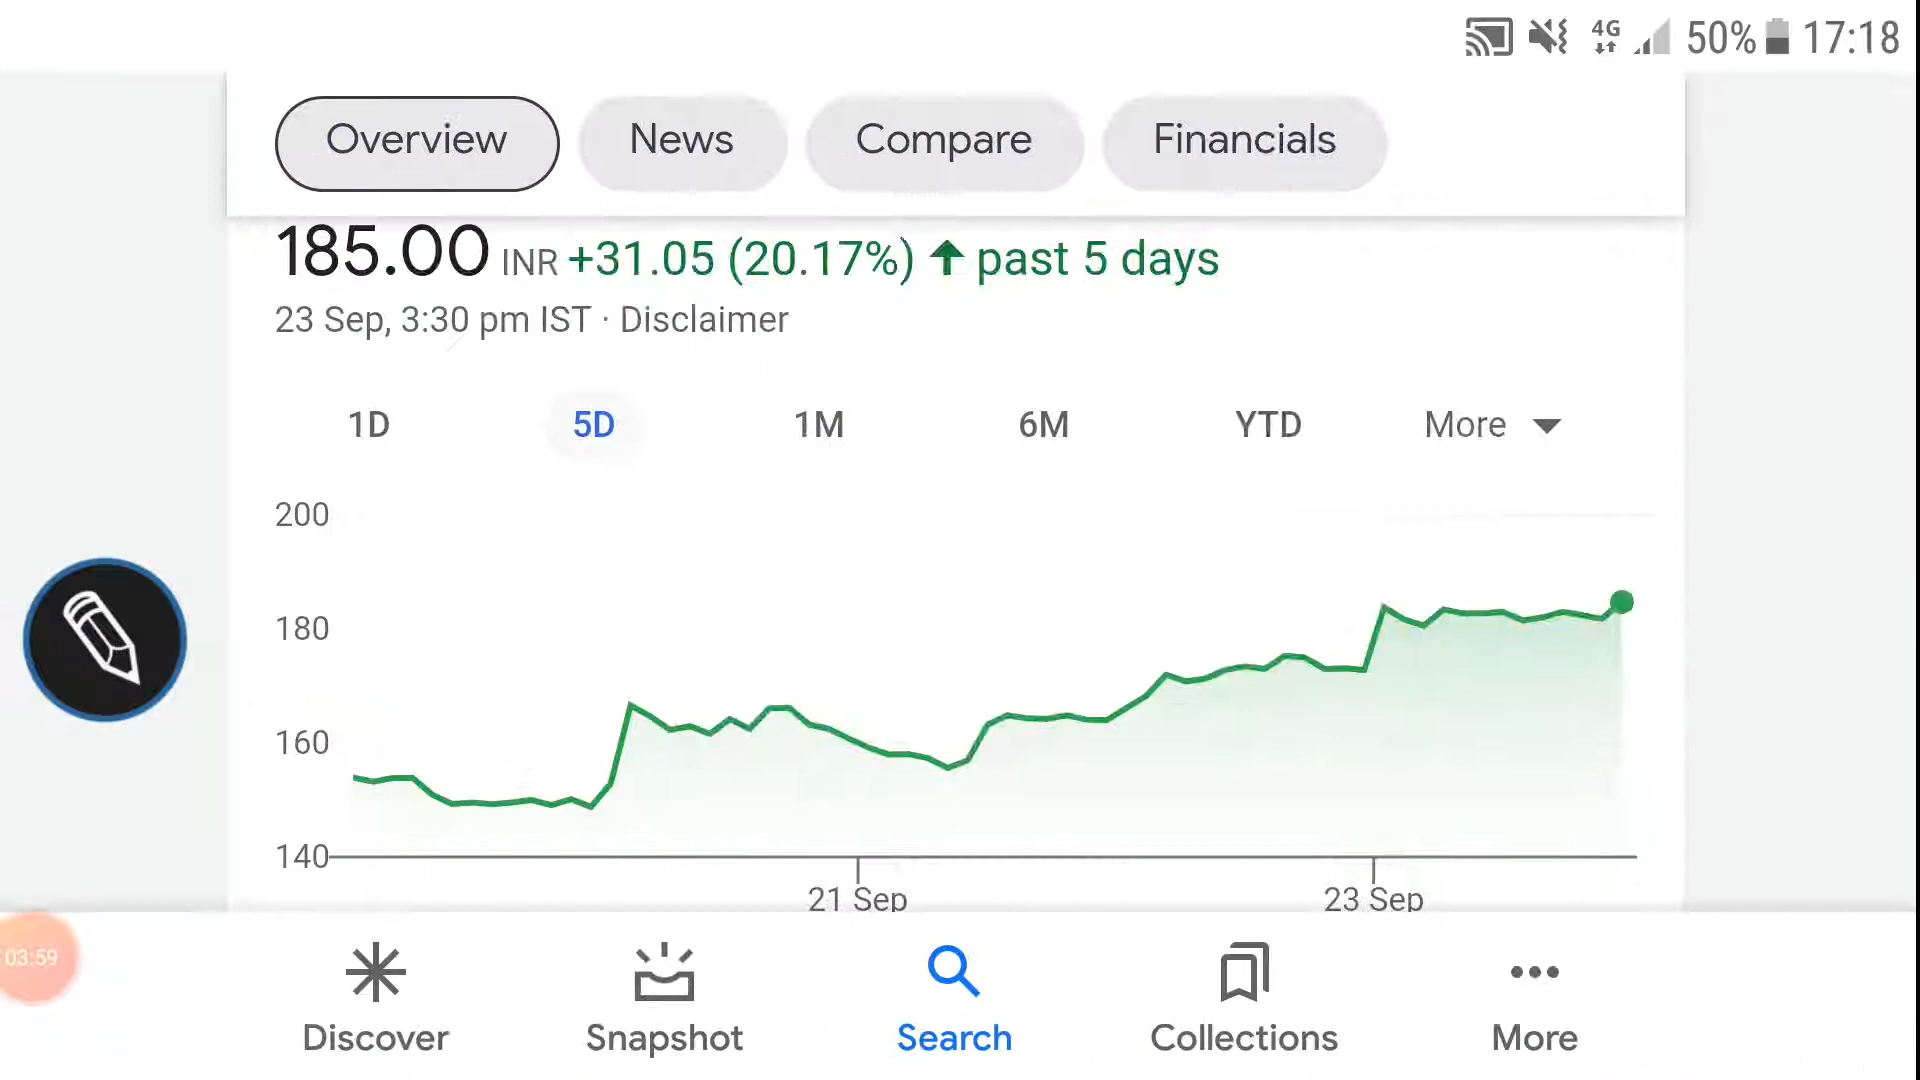 4G 50% 17:18
Overview News Compare Financials
185.00 INR +31.05 (20.17%) ↑ past 5 days
23 Sep, 3:30 pm IST · Disclaimer
1D 5D 1M 6M YTD More
200
180
160
140
21 Sep 23 Sep
03:59
Discover Snapshot Search Collections More